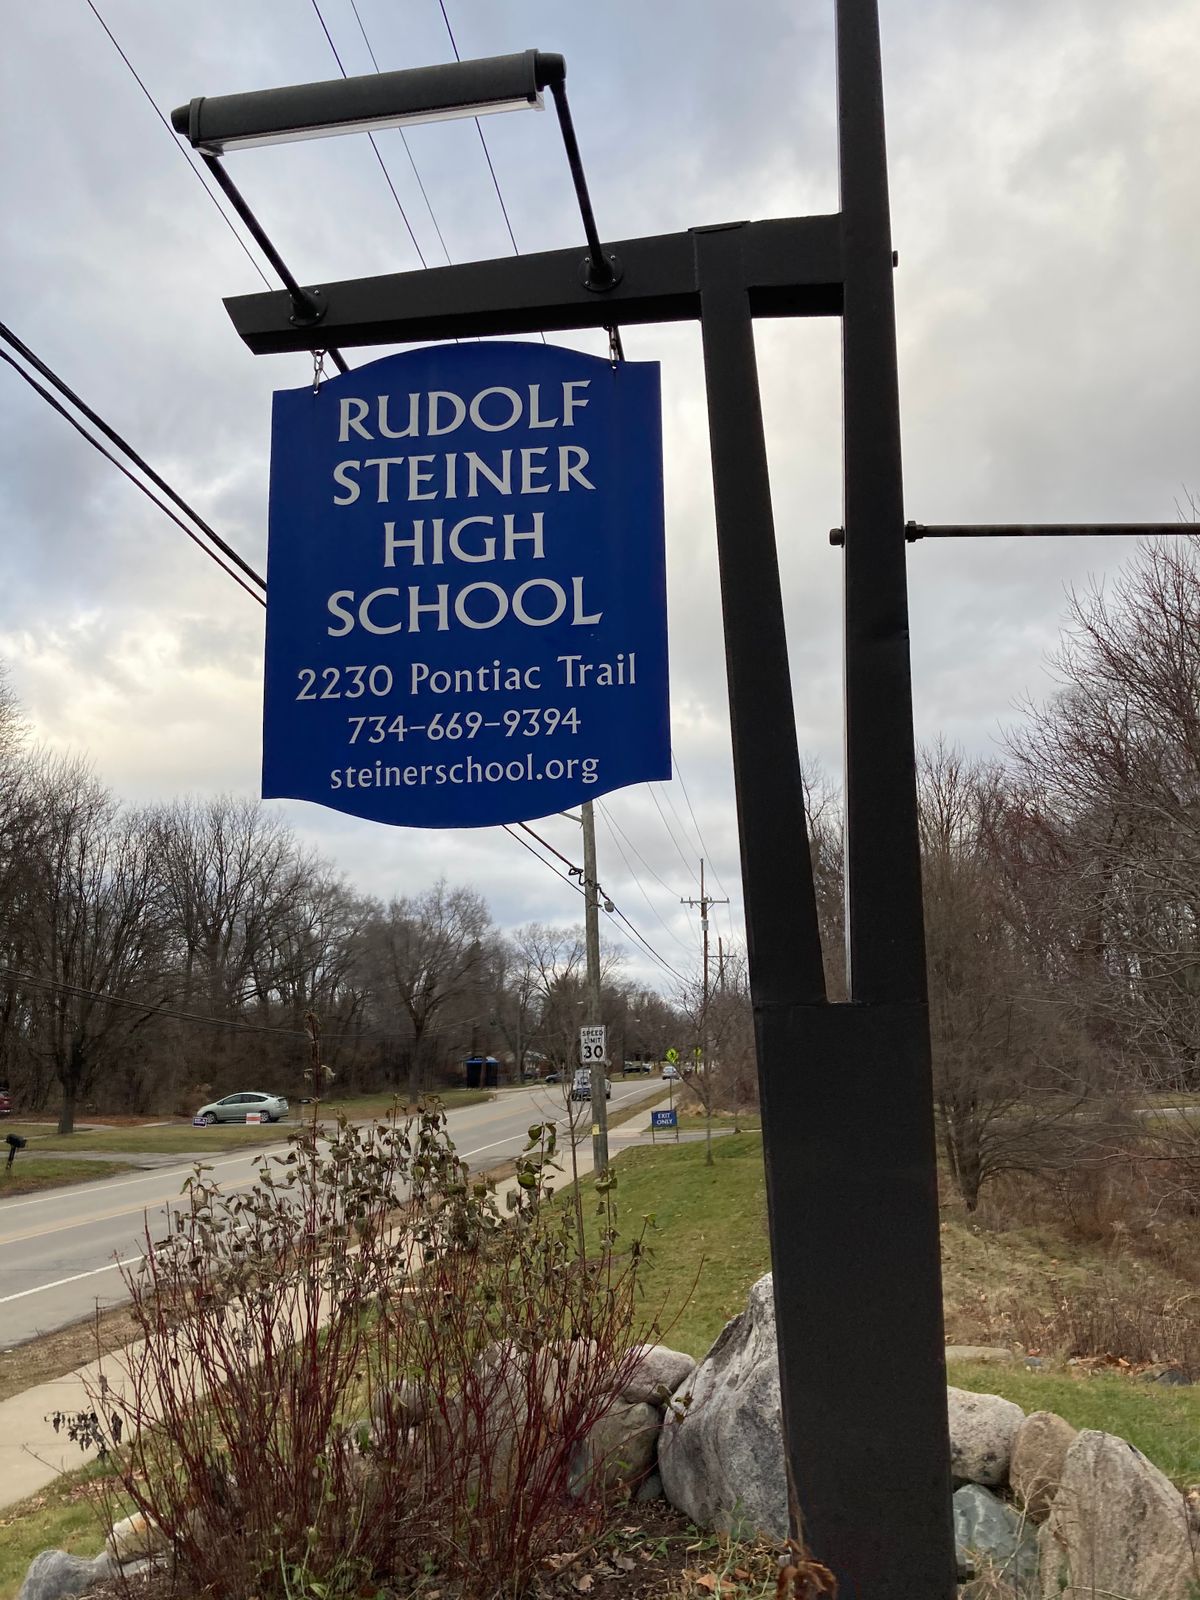 RUDOLF
STEINER
HIGH
SCHOOL
2230 Pontiac Trail
734-669-9394
steinerschool.org
SPEED
LIMIT
30
EXIT
ONLY